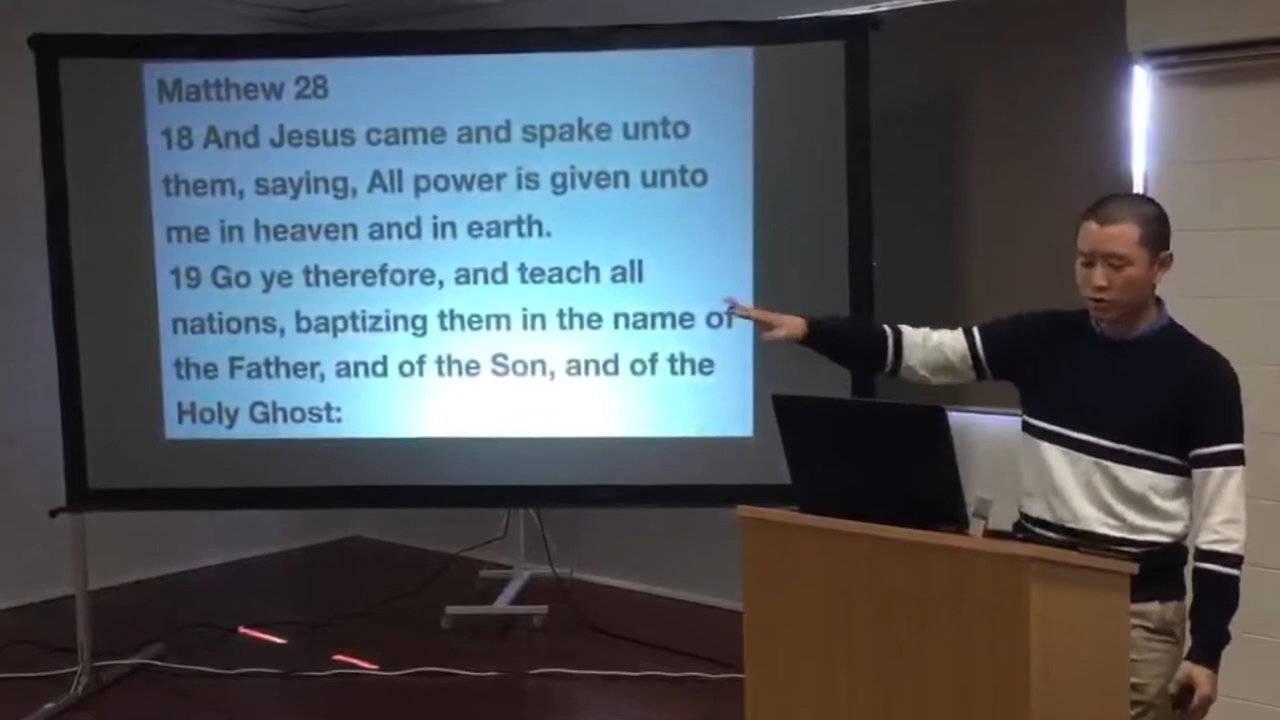 Matthew 28
18 And Jesus came and spake unto
them, saying, All power is given unto
me in heaven and in earth.
19 Go ye therefore, and teach all
nations, baptizing them in the name of
the Father, and of the Son, and of the
Holy Ghost: